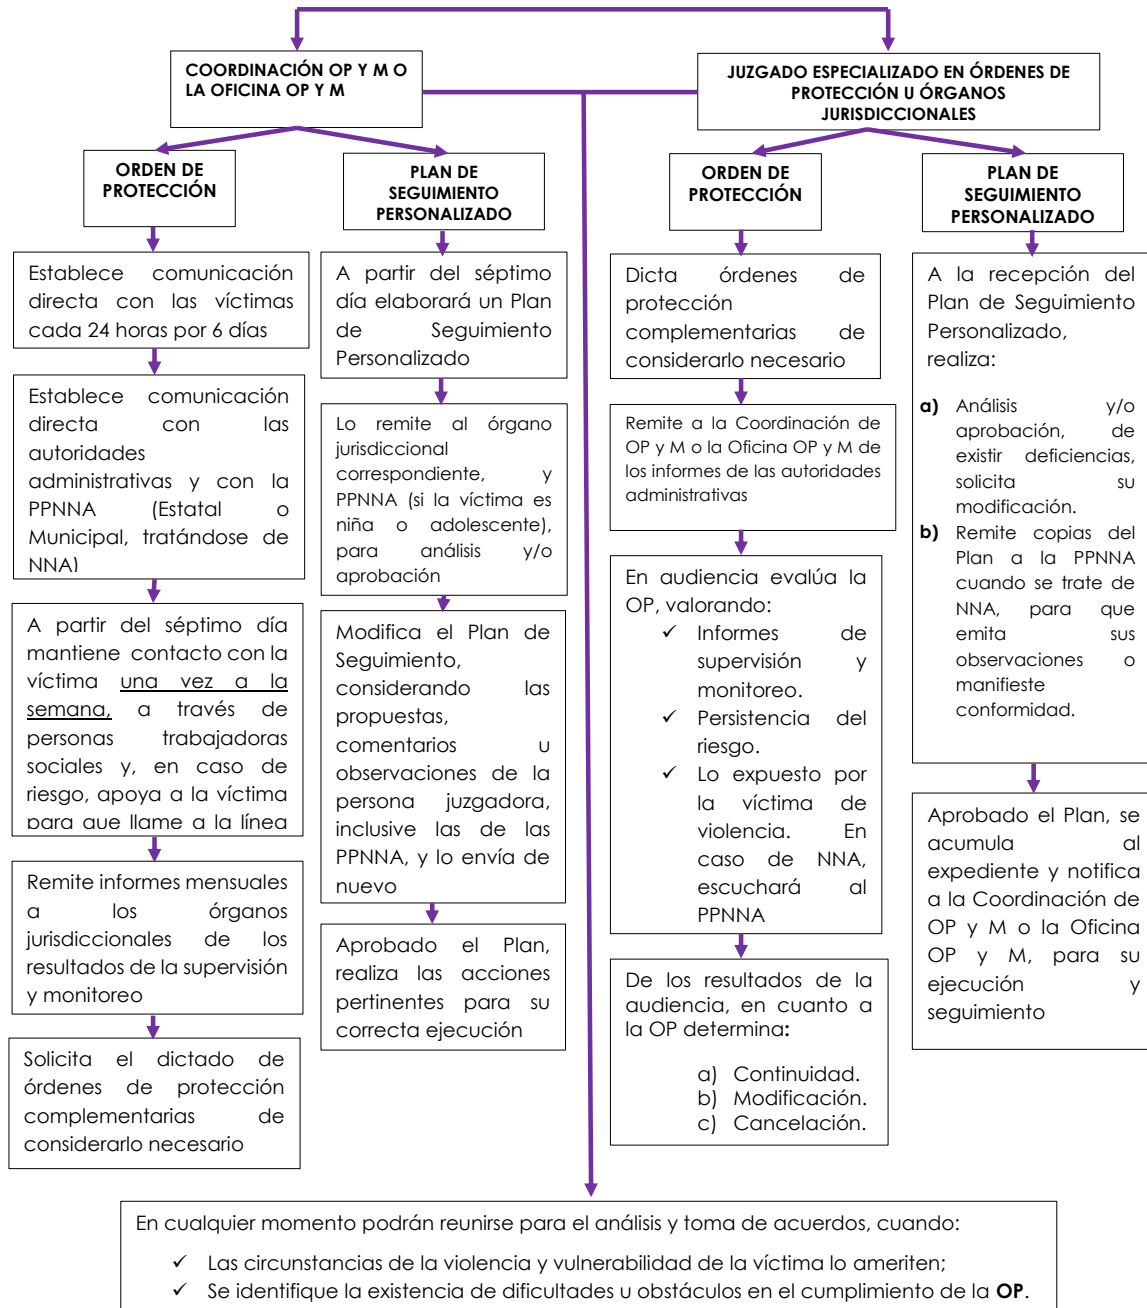 COORDINACIÓN OP Y M O
LA OFICINA OP Y M
JUZGADO ESPECIALIZADO EN ÓRDENES DE
PROTECCIÓN U ÓRGANOS
JURISDICCIONALES
ORDEN DE
PROTECCIÓN
Establece comunicación
directa con las víctimas
cada 24 horas por 6 días
Establece comunicación
directa con las
autoridades
administrativas y con la
PPNNA (Estatal o
Municipal, tratándose de
NNA)
A partir del séptimo día
mantiene contacto con la
víctima una vez a la
semana, a través de
personas trabajadoras
sociales y, en caso de
riesgo, apoya a la víctima
para que llame a la línea
Remite informes mensuales
a los órganos
jurisdiccionales de los
resultados de la supervisión
y monitoreo
Solicita el dictado de
órdenes de protección
complementarias de
considerarlo necesario
PLAN DE
SEGUIMIENTO
PERSONALIZADO
A partir del séptimo
día elaborará un Plan
de Seguimiento
Personalizado
Lo remite al órgano
jurisdiccional
correspondiente, y
PPNNA (si la víctima es
niña o adolescente),
para análisis y/o
aprobación
Modifica el Plan de
Seguimiento,
considerando las
propuestas,
comentarios u
observaciones de la
persona juzgadora,
inclusive las de las
PPNNA, y lo envía de
nuevo
Aprobado el Plan,
realiza las acciones
pertinentes para su
correcta ejecución
ORDEN DE
PROTECCIÓN
Dicta órdenes de
protección
complementarias de
considerarlo necesario
Remite a la Coordinación de
OP y M o la Oficina OP y M de
los informes de las autoridades
administrativas
En audiencia evalúa la
OP, valorando:
✓ Informes de
supervisión y
monitoreo.
✓ Persistencia del
riesgo.
✓ Lo expuesto por
la víctima de
violencia. En
caso de NNA,
escuchará al
PPNNA
De los resultados de la
audiencia, en cuanto a
la OP determina:
a) Continuidad.
b) Modificación.
c) Cancelación.
PLAN DE
SEGUIMIENTO
PERSONALIZADO
A la recepción del
Plan de Seguimiento
Personalizado,
realiza:
a) Análisis y/o
aprobación, de
existir deficiencias,
solicita su
modificación.
b) Remite copias del
Plan a la PPNNA
cuando se trate de
NNA, para que
emita sus
observaciones o
manifieste
conformidad.
Aprobado el Plan, se
acumula al
expediente y notifica
a la Coordinación de
OP y M o la Oficina
OP y M, para su
ejecución y
seguimiento
En cualquier momento podrán reunirse para el análisis y toma de acuerdos, cuando:
✓ Las circunstancias de la violencia y vulnerabilidad de la víctima lo ameriten;
✓ Se identifique la existencia de dificultades u obstáculos en el cumplimiento de la OP.